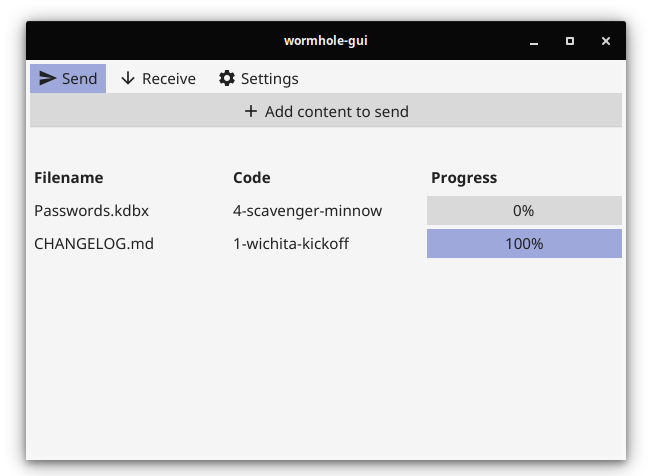 wormhole-gui
Send Receive Settings
+ Add content to send
Filename Code Progress
Passwords.kdbx 4-scavenger-minnow 0%
CHANGELOG.md 1-wichita-kickoff 100%